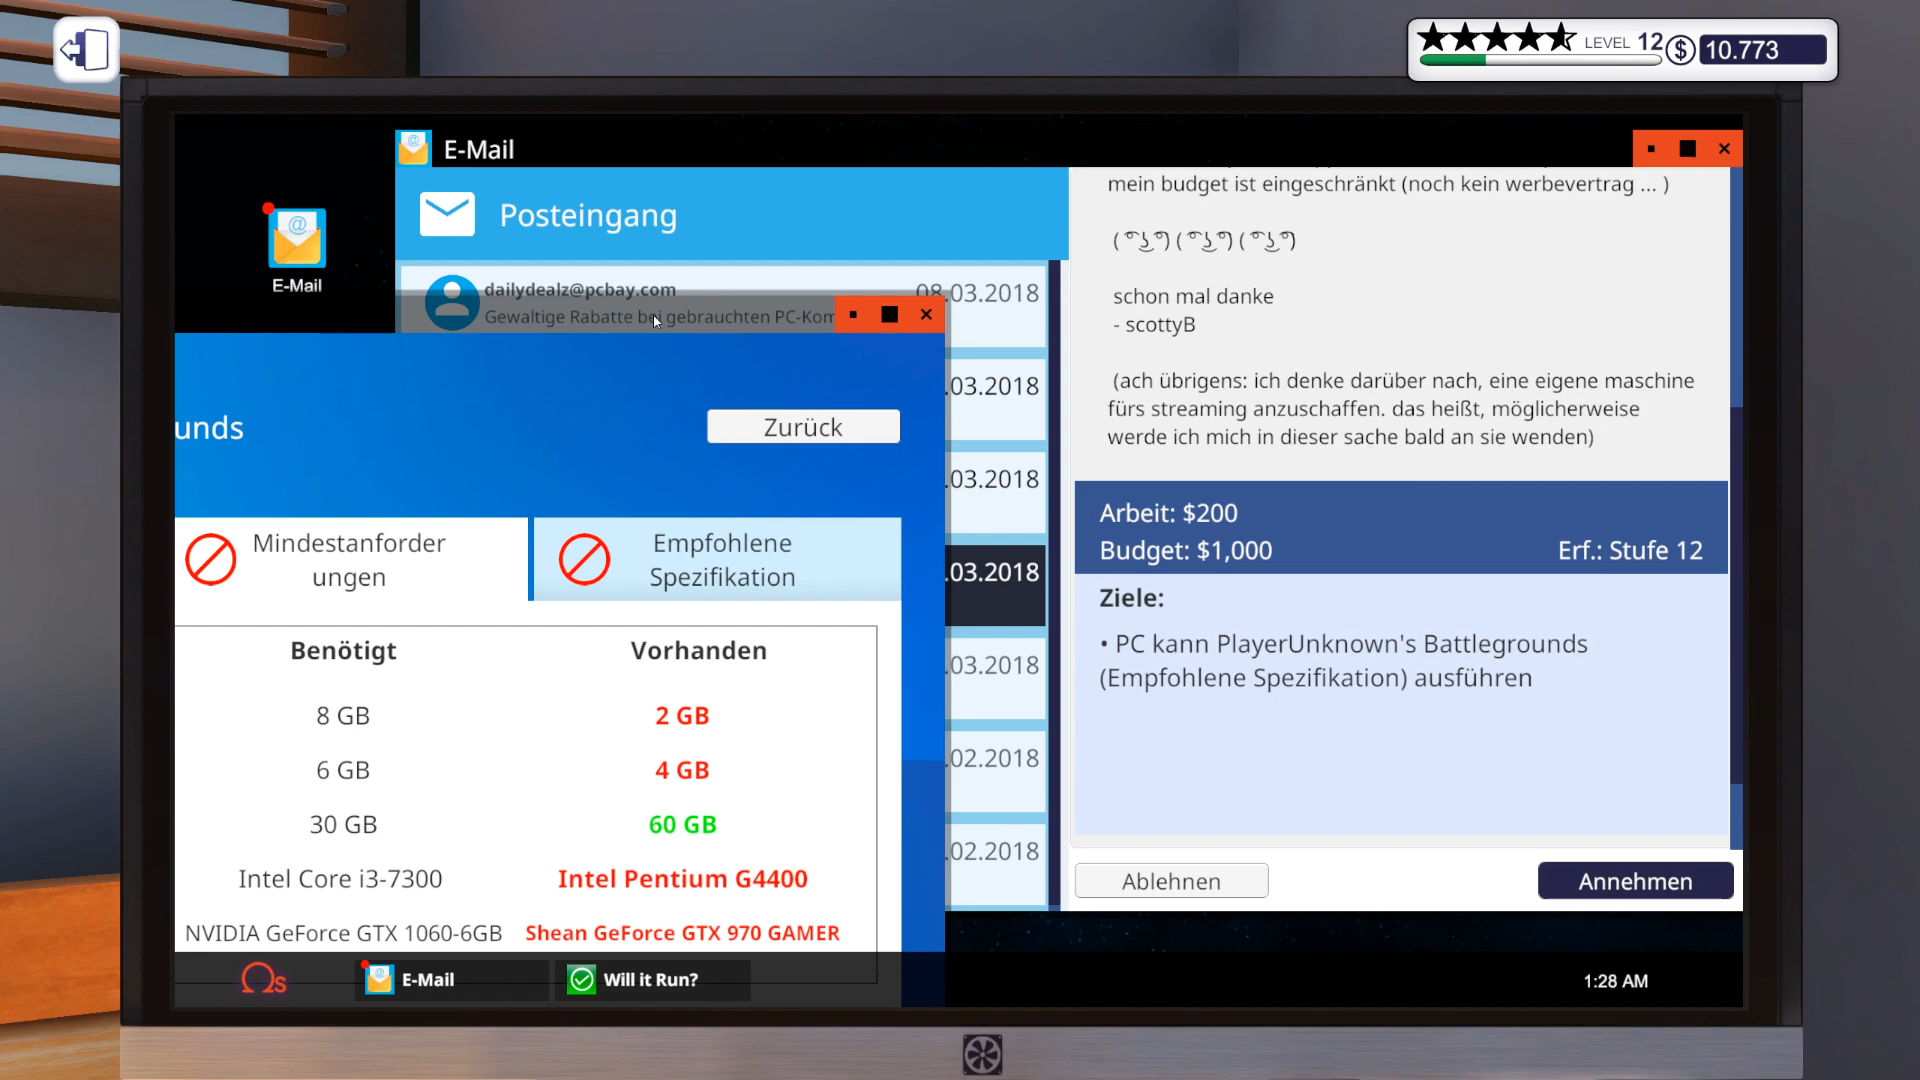 LEVEL 12
$ 10.773
E-Mail
E-Mail
Posteingang
dailydealz@pcbay.com
08.03.2018
Gewaltige Rabatte bei gebrauchten PC-Kom
.03.2018
.03.2018
.03.2018
.03.2018
.02.2018
.02.2018
mein budget ist eingeschränkt (noch kein werbevertrag ... )
( ͡° ͜ʖ ͡°) ( ͡° ͜ʖ ͡°) ( ͡° ͜ʖ ͡°)
schon mal danke
- scottyB
(ach übrigens: ich denke darüber nach, eine eigene maschine
fürs streaming anzuschaffen. das heißt, möglicherweise
werde ich mich in dieser sache bald an sie wenden)
Arbeit: $200
Budget: $1,000
Erf.: Stufe 12
Ziele:
• PC kann PlayerUnknown's Battlegrounds
(Empfohlene Spezifikation) ausführen
Ablehnen
Annehmen
unds
Zurück
Mindestanforder
ungen
Empfohlene
Spezifikation
Benötigt
Vorhanden
8 GB
2 GB
6 GB
4 GB
30 GB
60 GB
Intel Core i3-7300
Intel Pentium G4400
NVIDIA GeForce GTX 1060-6GB
Shean GeForce GTX 970 GAMER
Ωs
E-Mail
Will it Run?
1:28 AM